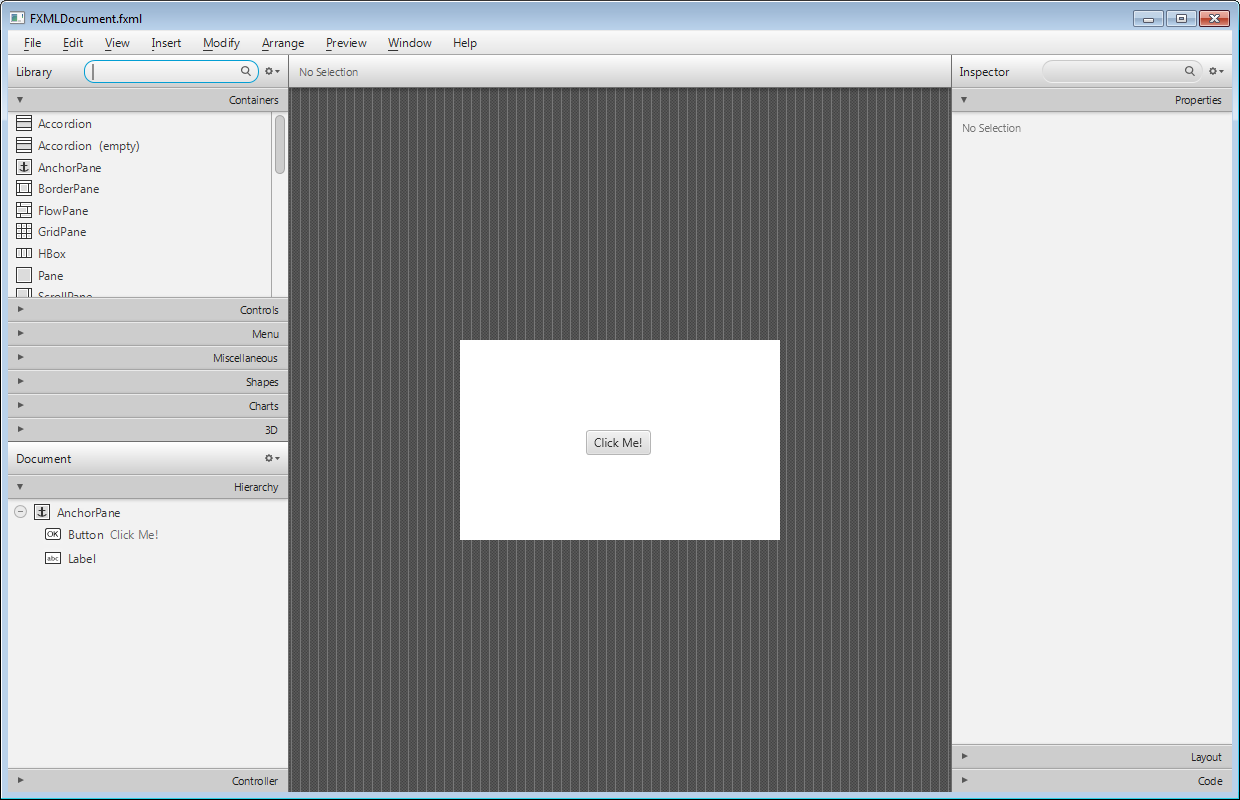 FXMLDocument.fxml
File Edit View Insert Modify Arrange Preview Window Help
Library
No Selection
Inspector
Containers
Accordion
Accordion (empty)
AnchorPane
BorderPane
FlowPane
GridPane
HBox
Pane
ScrollPane
Controls
Menu
Miscellaneous
Shapes
Charts
3D
Document
Hierarchy
AnchorPane
OK Button Click Me!
abc Label
Controller
Click Me!
Properties
No Selection
Layout
Code